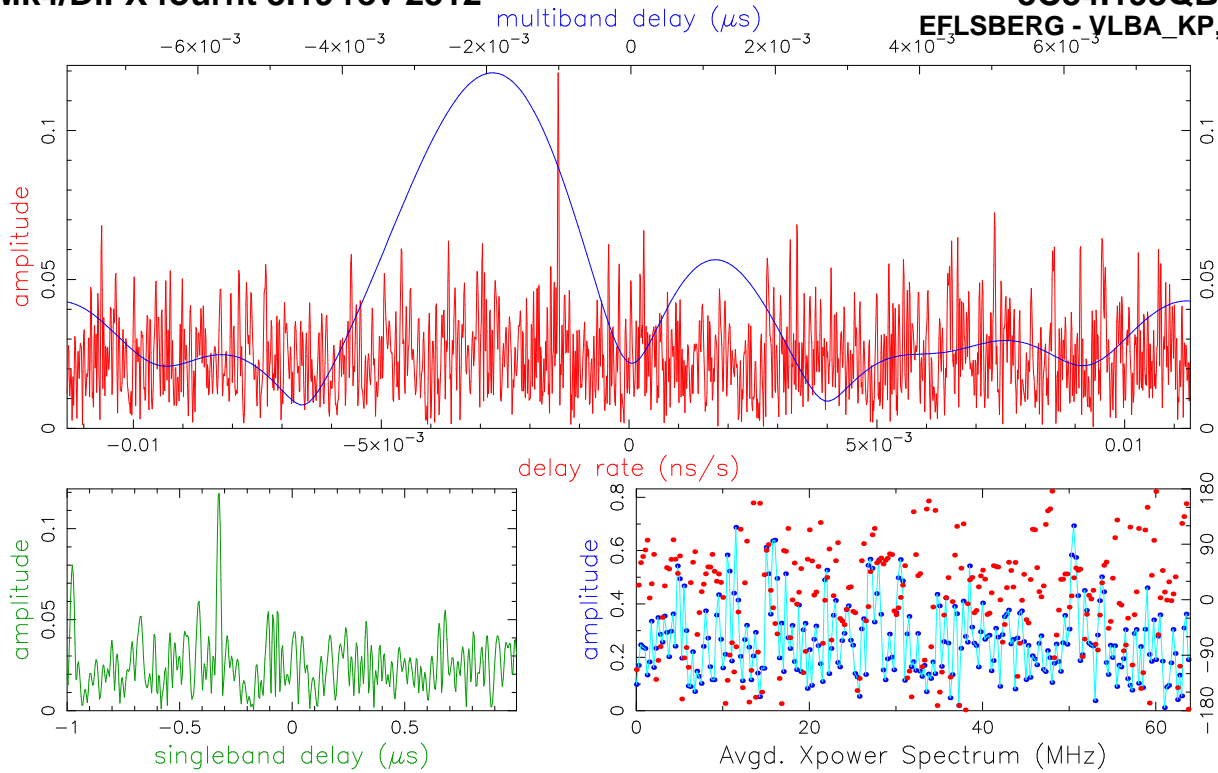 multiband delay (μs)
EFLSBERG - VLBA_KP,
−6×10⁻³ −4×10⁻³ −2×10⁻³ 0 2×10⁻³ 4×10⁻³ 6×10⁻³
amplitude
0 0.05 0.1
0 0.05 0.1
−0.01 −5×10⁻³ 0 5×10⁻³ 0.01
delay rate (ns/s)
amplitude
0 0.05 0.1
−1 −0.5 0 0.5
singleband delay (μs)
amplitude
0 0.2 0.4 0.6 0.8
−180 −90 0 90 180
0 20 40 60
Avgd. Xpower Spectrum (MHz)